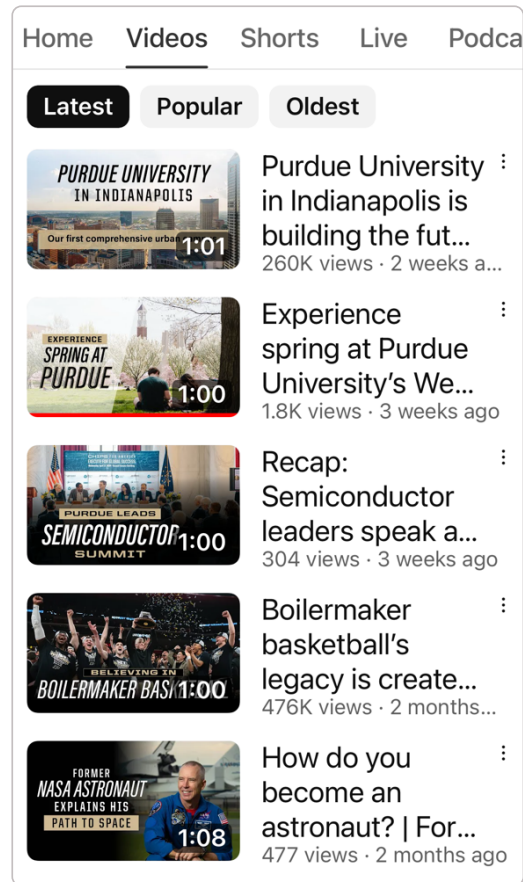 Home Videos Shorts Live Podca
Latest Popular Oldest
PURDUE UNIVERSITY
IN INDIANAPOLIS
Our first comprehensive urban
1:01
Purdue University
in Indianapolis is
building the fut...
260K views · 2 weeks a...
EXPERIENCE
SPRING AT
PURDUE
1:00
Experience
spring at Purdue
University's We...
1.8K views · 3 weeks ago
PURDUE LEADS
SEMICONDUCTOR
SUMMIT
1:00
Recap:
Semiconductor
leaders speak a...
304 views · 3 weeks ago
BELIEVING IN
BOILERMAKER BASK
1:00
Boilermaker
basketball's
legacy is create...
476K views · 2 months...
FORMER
NASA ASTRONAUT
EXPLAINS HIS
PATH TO SPACE
1:08
How do you
become an
astronaut? | For...
477 views · 2 months ago